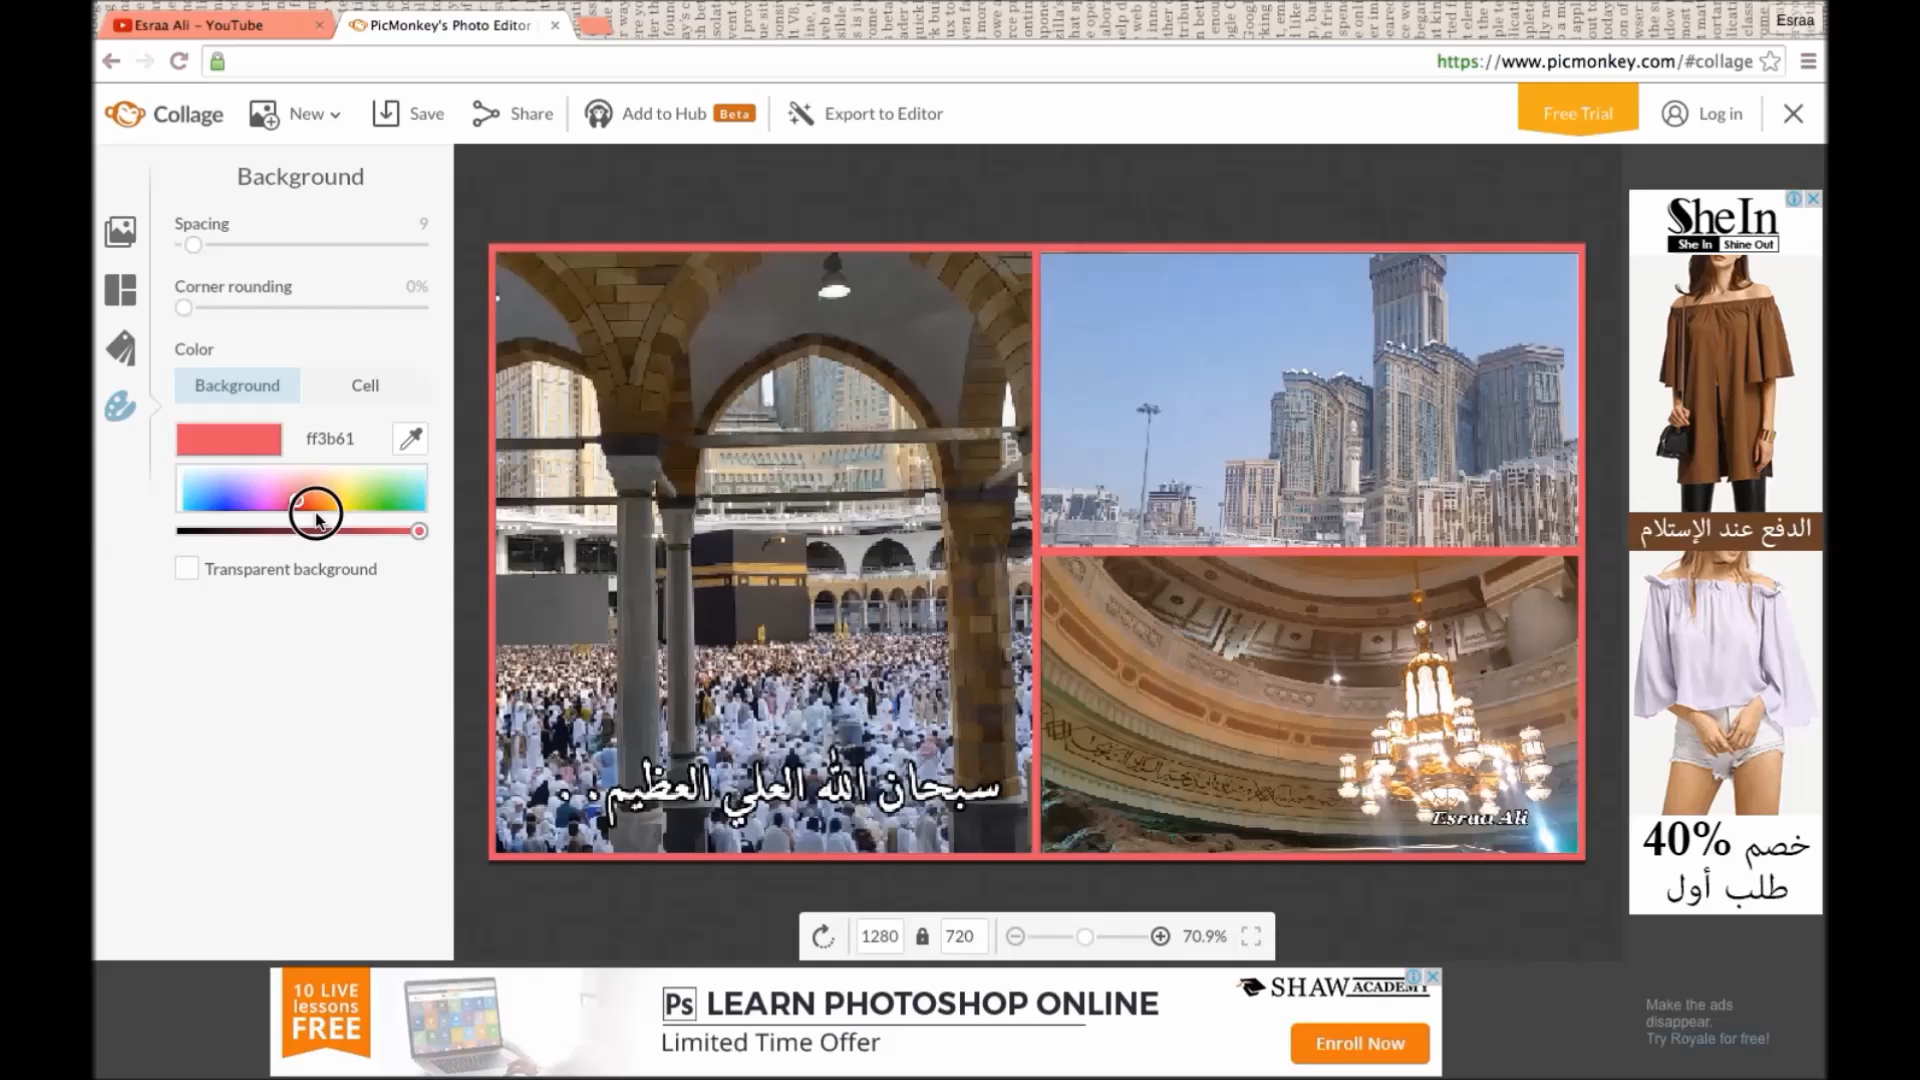 Esraa Ali - YouTube
PicMonkey's Photo Editor
Esraa
https://www.picmonkey.com/#collage
Collage
New
Save
Share
Add to Hub
Beta
Export to Editor
Free Trial
Log in
Background
Spacing
9
Corner rounding
0%
Color
Background
Cell
ff3b61
Transparent background
سبحان الله العلي العظيم. .
Esraa Ali
1280
720
70.9%
SheIn
She In
Shine Out
الدفع عند الإستلام
خصم 40%
طلب أول
10 LIVE
lessons
FREE
Ps LEARN PHOTOSHOP ONLINE
Limited Time Offer
SHAW ACADEMY
Enroll Now
Make the ads
disappear.
Try Royale for free!